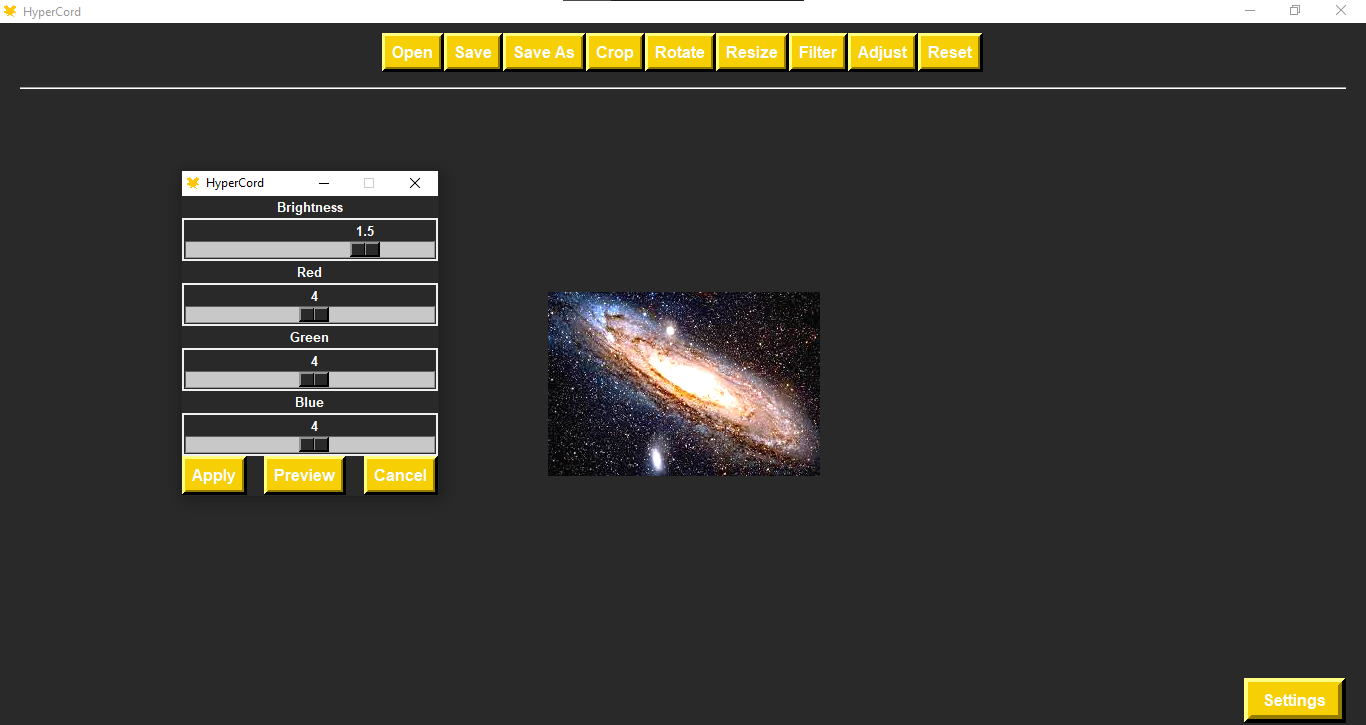 HyperCord
Open Save Save As Crop Rotate Resize Filter Adjust Reset
HyperCord
Brightness
1.5
Red
4
Green
4
Blue
4
Apply Preview Cancel
Settings